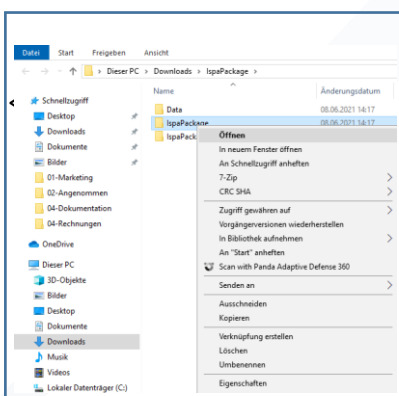 Datei Start Freigeben Ansicht
Dieser PC > Downloads > IspaPackage >
Name Änderungsdatum
Schnellzugriff
Desktop
Downloads
Dokumente
Bilder
01-Marketing
02-Angenommen
04-Dokumentation
04-Rechnungen
OneDrive
Dieser PC
3D-Objekte
Bilder
Desktop
Dokumente
Downloads
Musik
Videos
Lokaler Datenträger (C:)
Data 08.06.2021 14:17
IspaPackage 08.06.2021 14:17
IspaPack
Öffnen
In neuem Fenster öffnen
An Schnellzugriff anheften
7-Zip
CRC SHA
Zugriff gewähren auf
Vorgängerversionen wiederherstellen
In Bibliothek aufnehmen
An "Start" anheften
Scan with Panda Adaptive Defense 360
Senden an
Ausschneiden
Kopieren
Verknüpfung erstellen
Löschen
Umbenennen
Eigenschaften